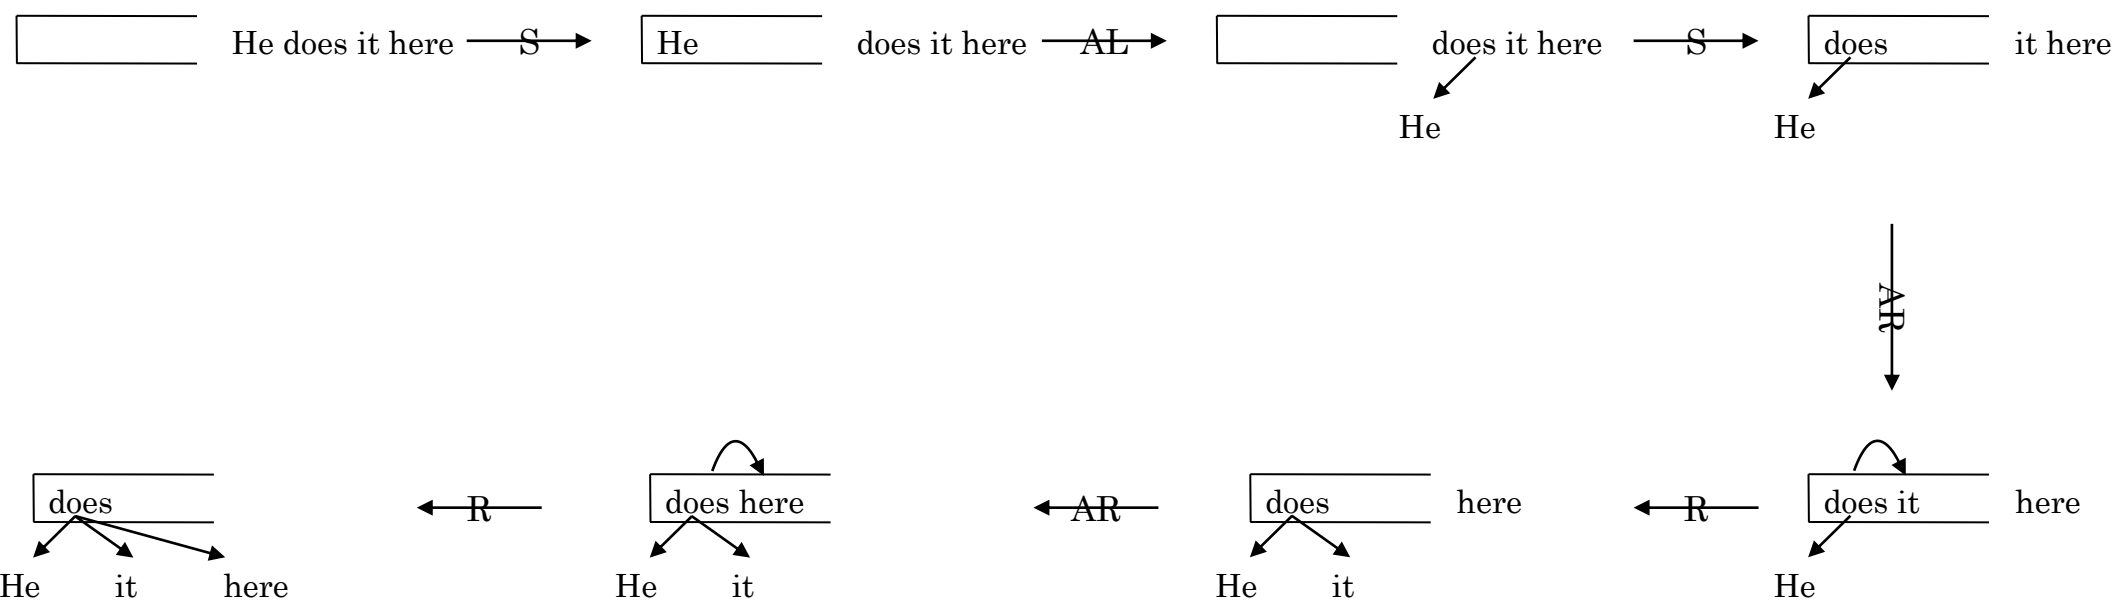 He does it here S He does it here AL does it here S does it here
He He
AR
does R does here AR does here R does it here
He it here He it He it He